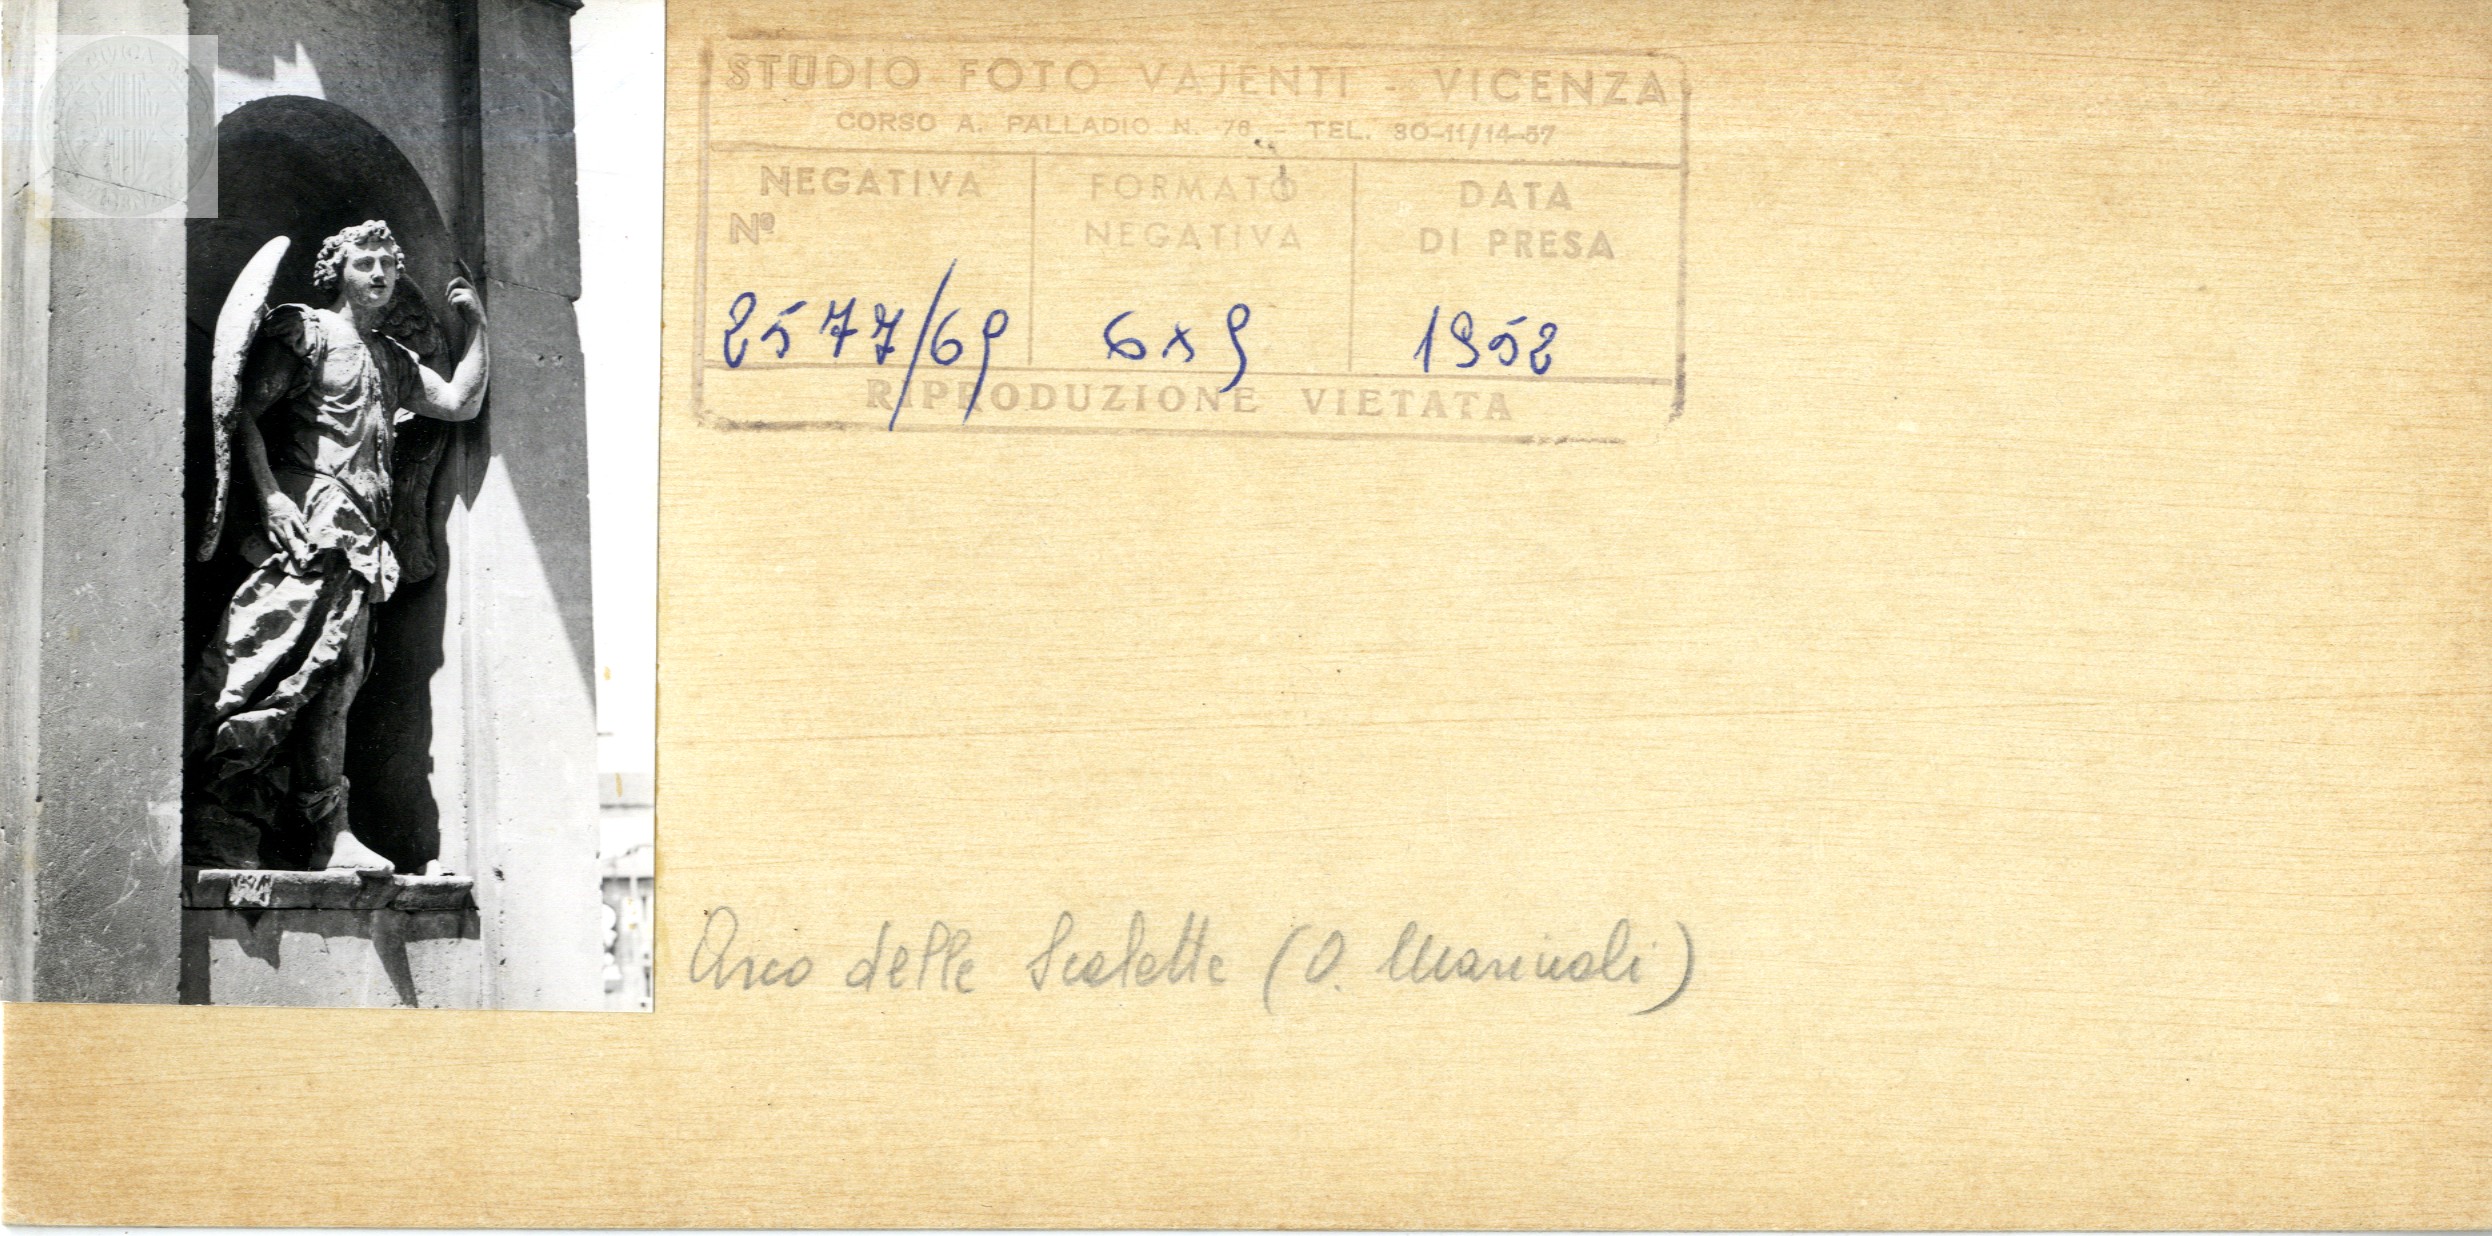 STUDIO FOTO VAJENTI - VICENZA
CORSO A. PALLADIO N. 78 - TEL. 30-11/14-57
NEGATIVA Nº
FORMATO NEGATIVA
DATA DI PRESA
2577/69 6x9 1952
RIPRODUZIONE VIETATA
Arco delle Scalette (O. Marinali)